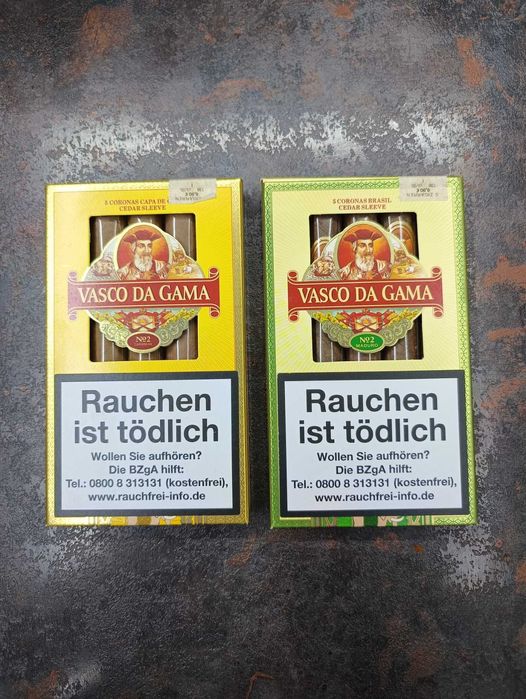 5 CORONAS CAPA DE
CEDAR SLEEVE
VASCO DA GAMA
№2
Rauchen
ist tödlich
Wollen Sie aufhören?
Die BZgA hilft:
Tel.: 0800 8 313131 (kostenfrei),
www.rauchfrei-info.de
5 CORONAS BRASIL
CEDAR SLEEVE
VASCO DA GAMA
№2
MADURO
Rauchen
ist tödlich
Wollen Sie aufhören?
Die BZgA hilft:
Tel.: 0800 8 313131 (kostenfrei),
www.rauchfrei-info.de